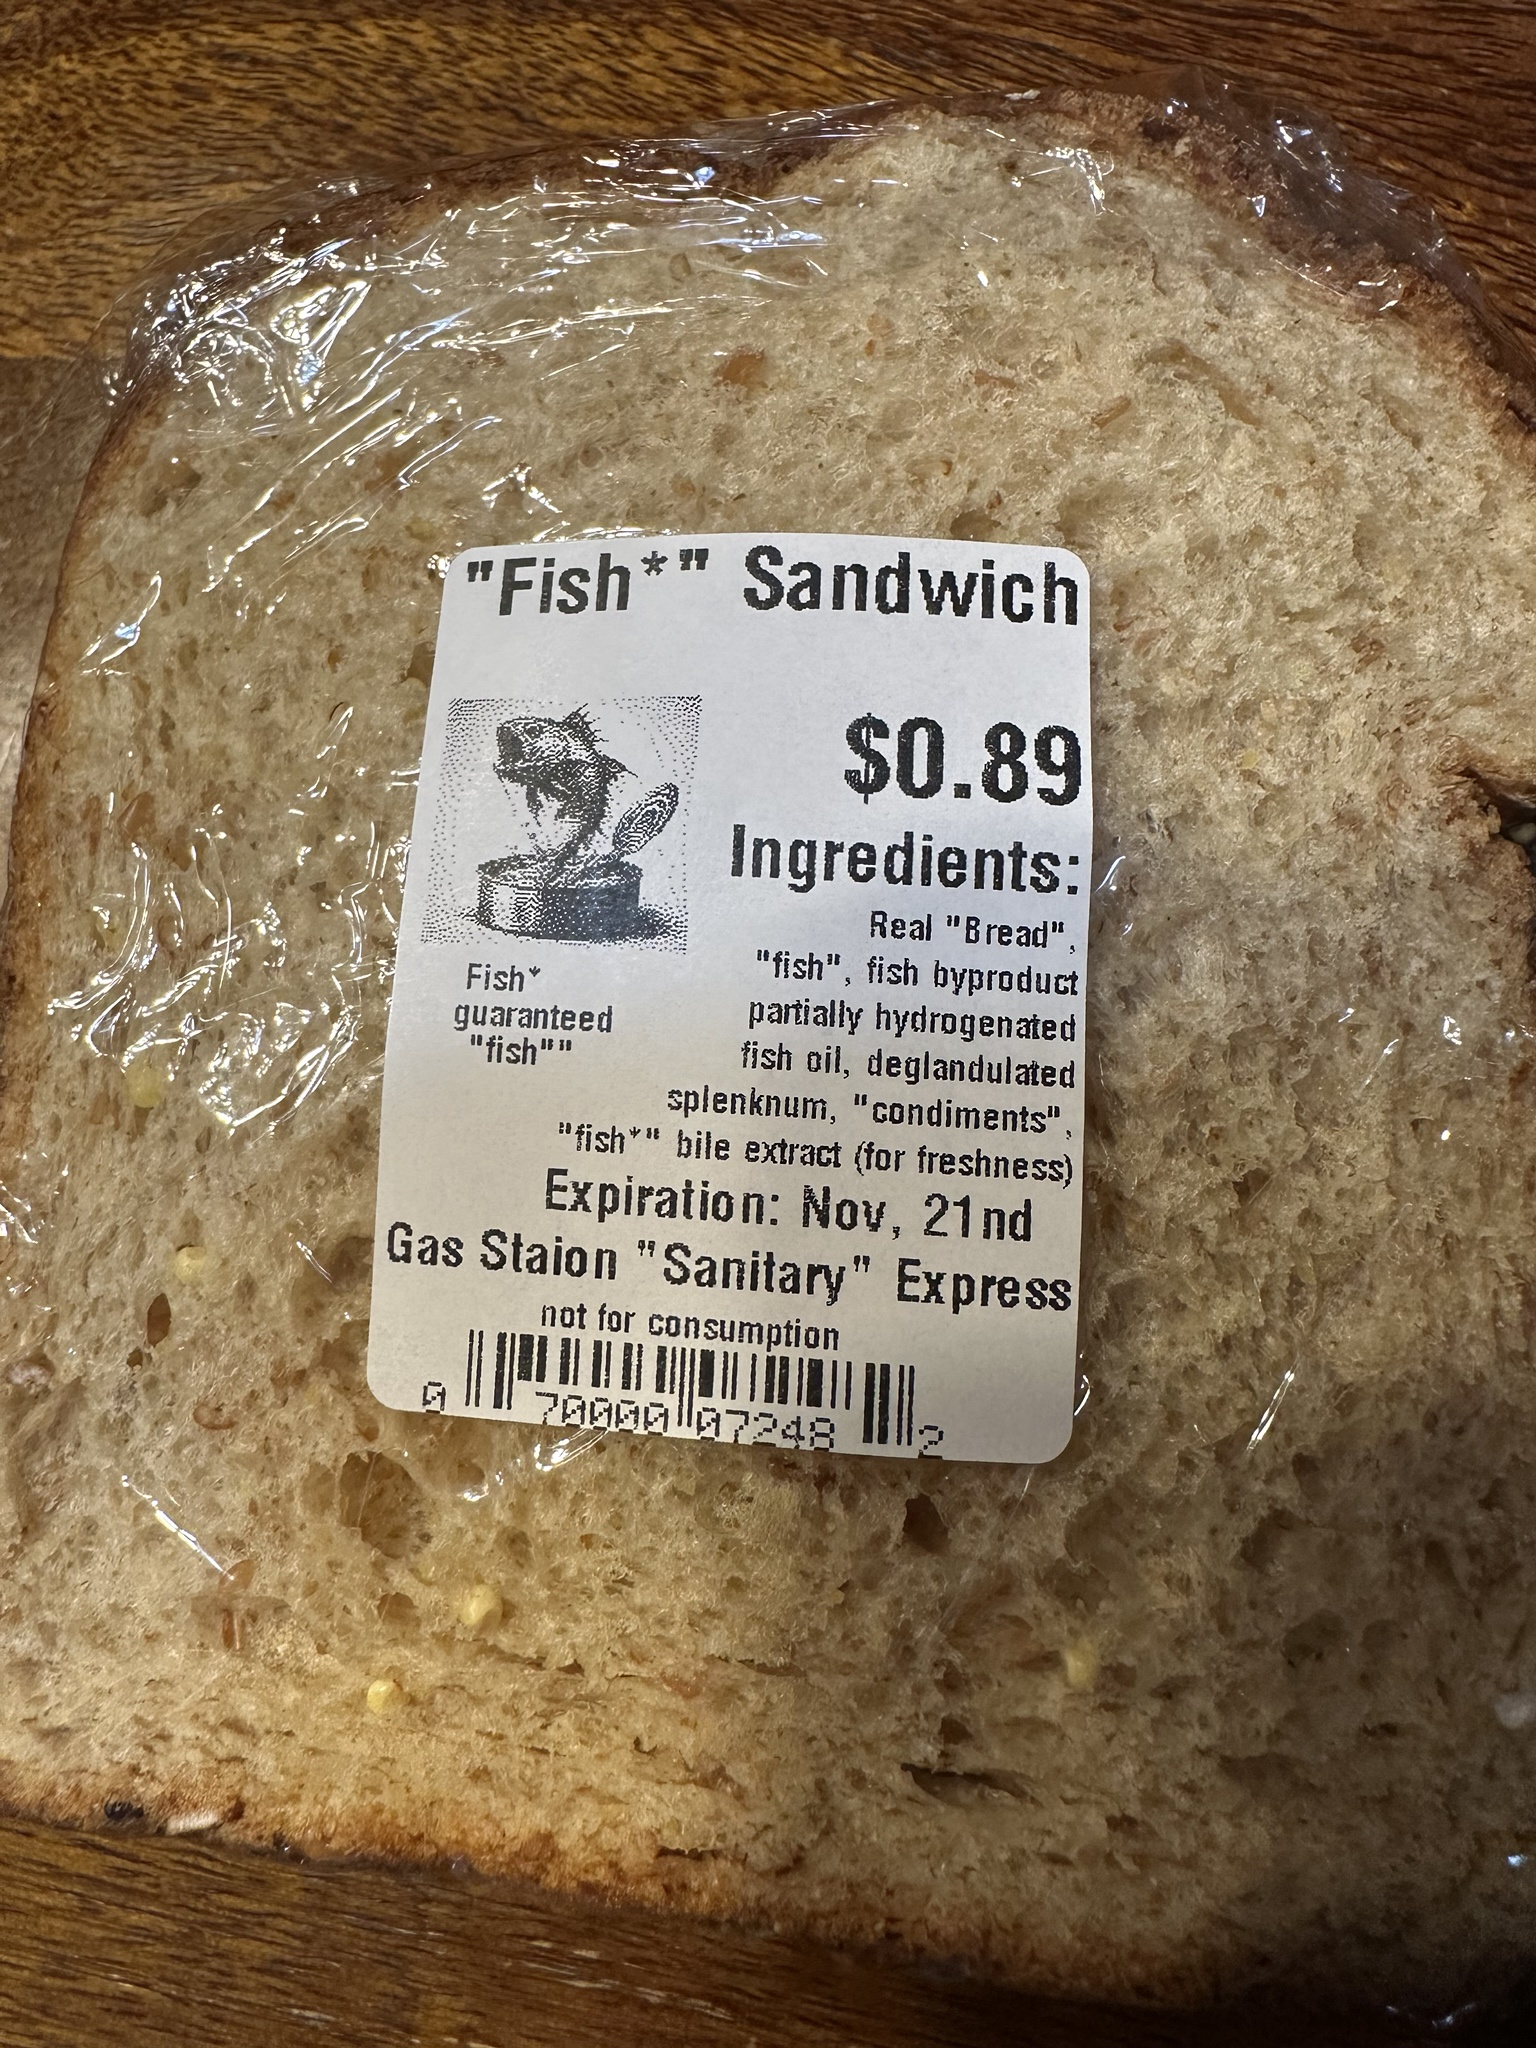 "Fish*" Sandwich
$0.89
Ingredients:
Real "Bread",
"fish", fish byproduct
partially hydrogenated
fish oil, deglandulated
splenknum, "condiments",
"fish*" bile extract (for freshness)
Fish*
guaranteed
"fish""
Expiration: Nov, 21nd
Gas Staion "Sanitary" Express
not for consumption
0 70000 07248 2